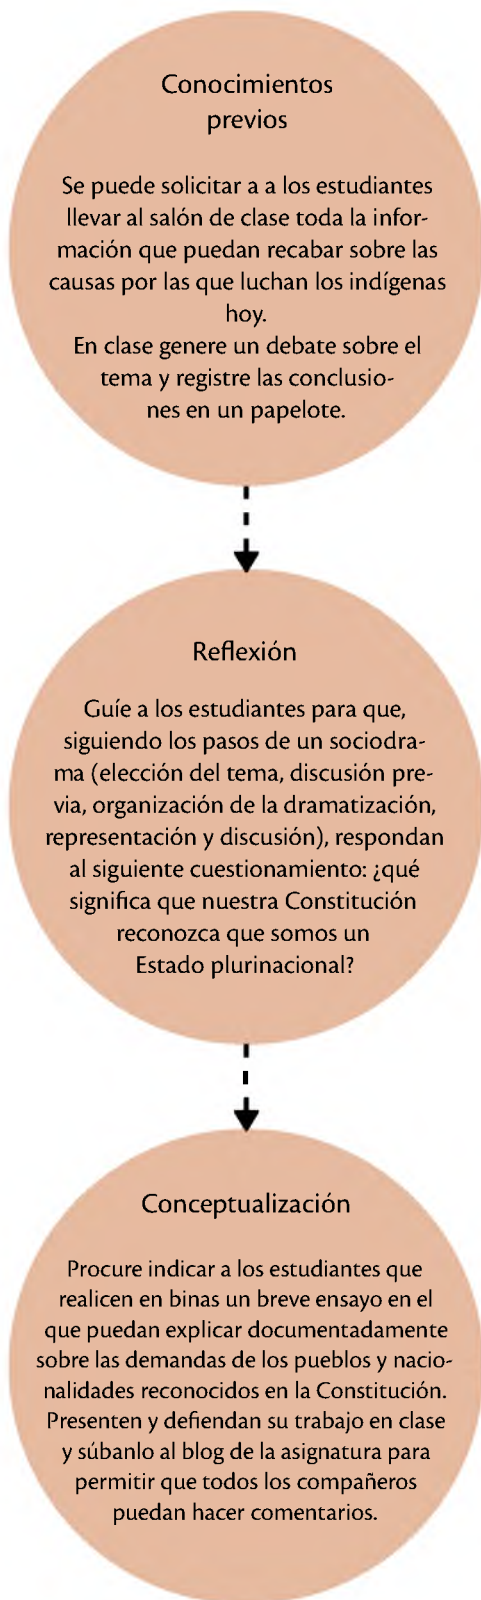 Conocimientos
previos
Se puede solicitar a a los estudiantes
llevar al salón de clase toda la infor-
mación que puedan recabar sobre las
causas por las que luchan los indígenas
hoy.
En clase genere un debate sobre el
tema y registre las conclusio-
nes en un papelote.
Reflexión
Guíe a los estudiantes para que,
siguiendo los pasos de un sociodra-
ma (elección del tema, discusión pre-
via, organización de la dramatización,
representación y discusión), respondan
al siguiente cuestionamiento: ¿qué
significa que nuestra Constitución
reconozca que somos un
Estado plurinacional?
Conceptualización
Procure indicar a los estudiantes que
realicen en binas un breve ensayo en el
que puedan explicar documentadamente
sobre las demandas de los pueblos y nacio-
nalidades reconocidos en la Constitución.
Presenten y defiendan su trabajo en clase
y súbanlo al blog de la asignatura para
permitir que todos los compañeros
puedan hacer comentarios.